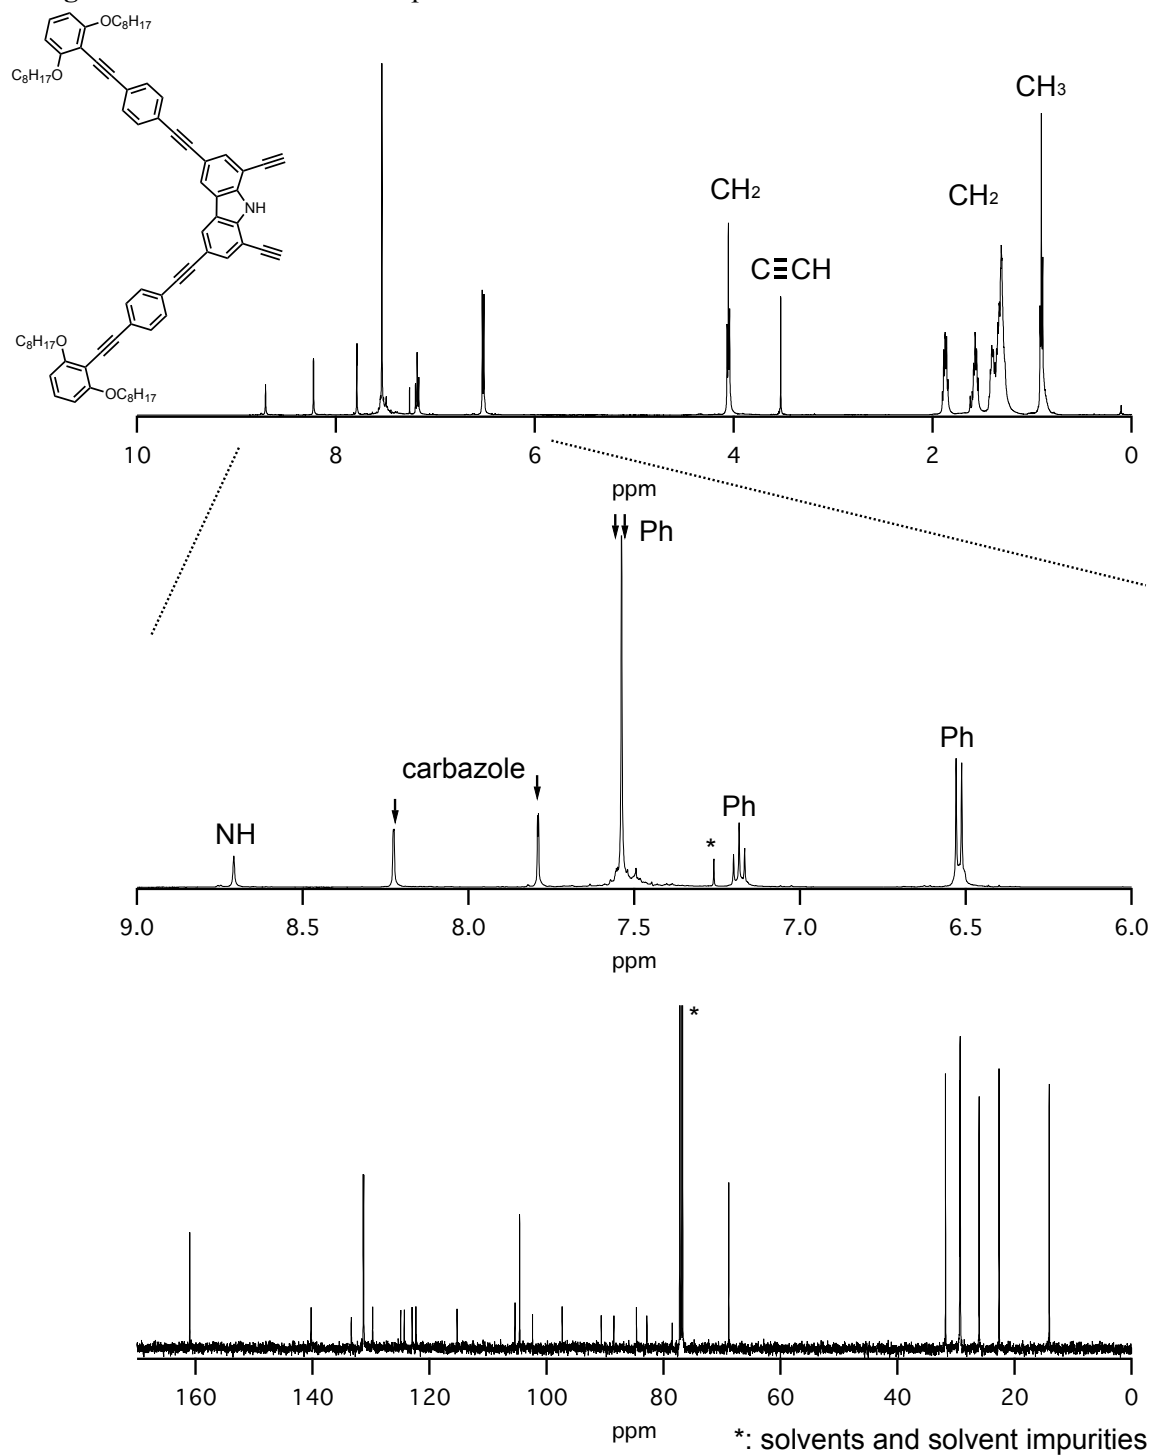 OC8H17
C8H17O
NH
C8H17O
OC8H17
CH2
C≡CH
CH2
CH3
10 8 6 4 2 0
ppm
Ph
carbazole
NH
*
Ph
Ph
9.0 8.5 8.0 7.5 7.0 6.5 6.0
ppm
*
160 140 120 100 80 60 40 20 0
ppm
*: solvents and solvent impurities